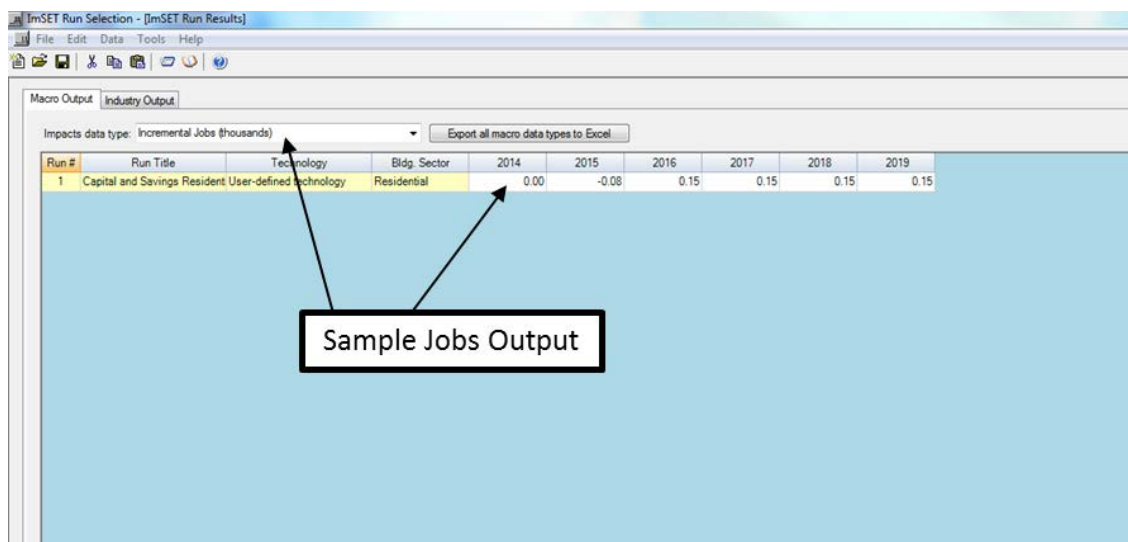 ImSET Run Selection - [ImSET Run Results]
File Edit Data Tools Help
Macro Output Industry Output
Impacts data type: Incremental Jobs (thousands) Export all macro data types to Excel
Run # Run Title Technology Bldg. Sector 2014 2015 2016 2017 2018 2019
1 Capital and Savings Resident User-defined technology Residential 0.00 -0.08 0.15 0.15 0.15 0.15
Sample Jobs Output